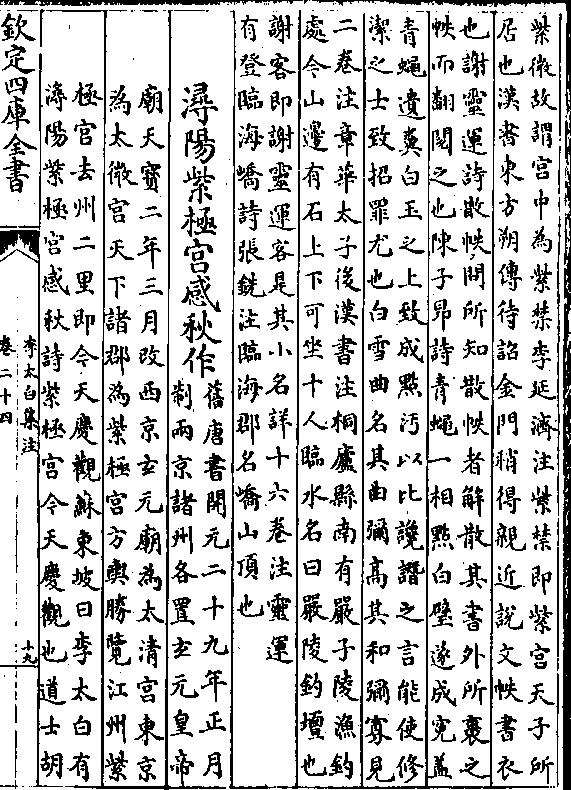 紫微故謂宫中為紫禁李延濟注紫禁即紫宫天子所
居也漢書東方朔傳待詔金門稍得親近説文帙書衣
也謝靈運詩散帙問所知散帙者解散其書外所裹之
帙而翻閲之也陳子昻詩青蠅一相點白璧遂成寃蓋
青蠅遺糞白玉之上致成點汚以比讒譖之言能使修
潔之士致招罪尤也白雪曲名其曲彌髙其和彌寡見
二卷注章華太子後漢書注桐廬縣南有嚴子陵漁釣
處今山邊有石上下可坐十人臨水名曰嚴陵釣壇也
謝客即謝靈運客是其小名詳十六卷注靈運
有登臨海嶠詩張銑注臨海郡名嶠山頂也
潯陽紫極宫感秋作
舊唐書開元二十九年正月
制兩京諸州各置玄元皇帝
廟天寳二年三月改西京玄元廟為太清宫東京
為太微宫天下諸郡為紫極宫方輿勝覽江州紫
極宫去州二里即今天慶觀蘇東坡曰李太白有
潯陽紫極宫感秋詩紫極宫今天慶觀也道士胡
欽定四庫全書
李太白集注
卷二十四
十九